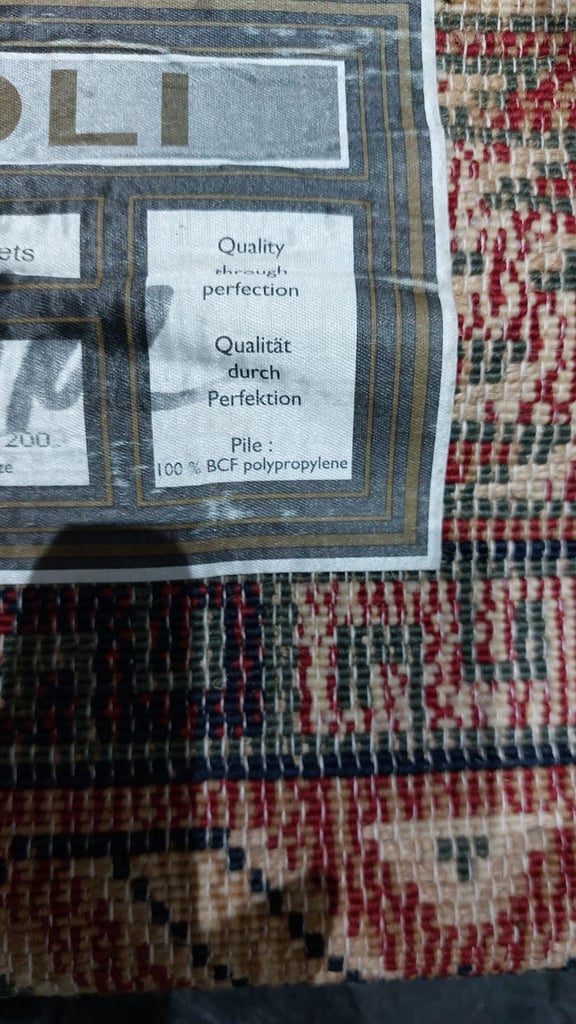 OLI
ets
Quality
through
perfection
Qualität
durch
Perfektion
200
ze
Pile :
100 % BCF polypropylene